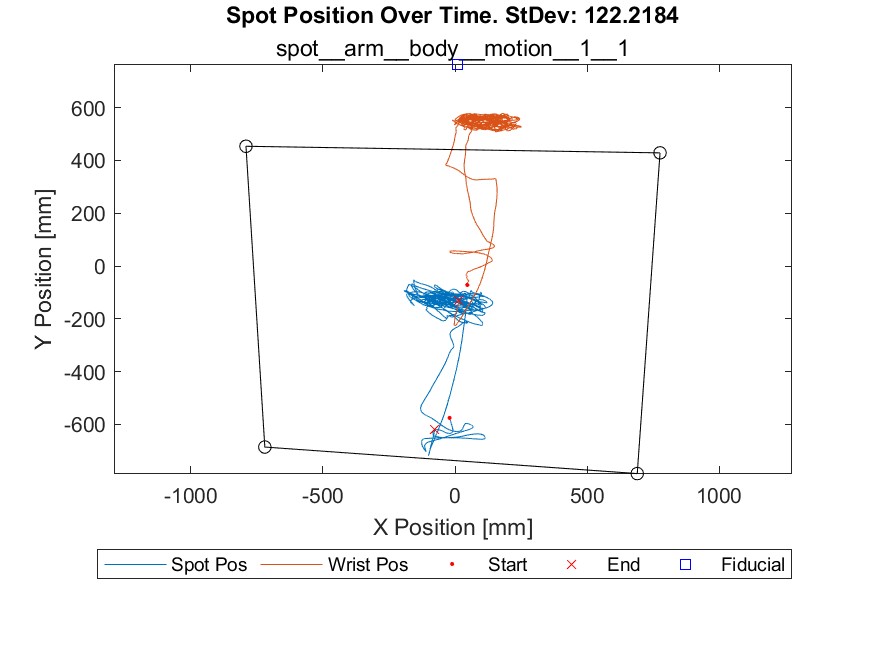 Spot Position Over Time. StDev: 122.2184
spot__arm__body__motion__1__1
600
400
200
0
-200
-400
-600
Y Position [mm]
-1000 -500 0 500 1000
X Position [mm]
Spot Pos Wrist Pos Start End Fiducial